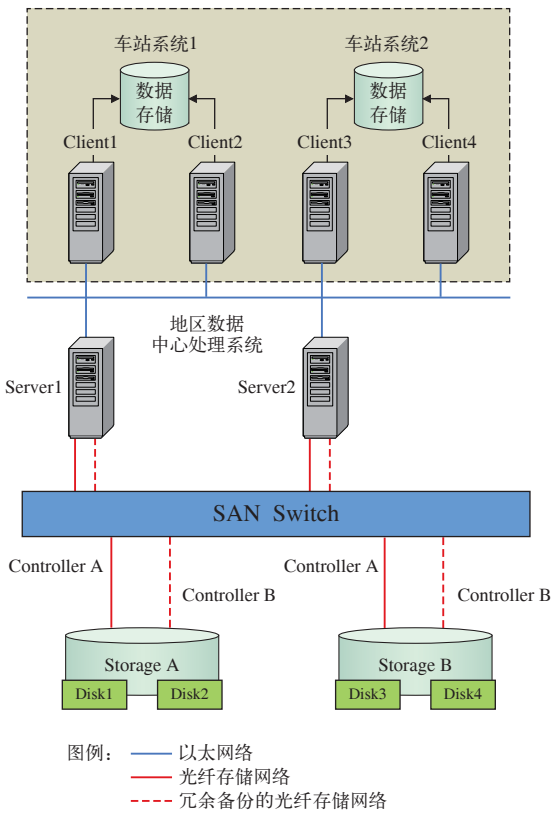 车站系统1
车站系统2
数据
存储
数据
存储
Client1
Client2
Client3
Client4
地区数据
中心处理系统
Server1
Server2
SAN Switch
Controller A
Controller B
Controller A
Controller B
Storage A
Storage B
Disk1
Disk2
Disk3
Disk4
图例：
以太网络
光纤存储网络
冗余备份的光纤存储网络